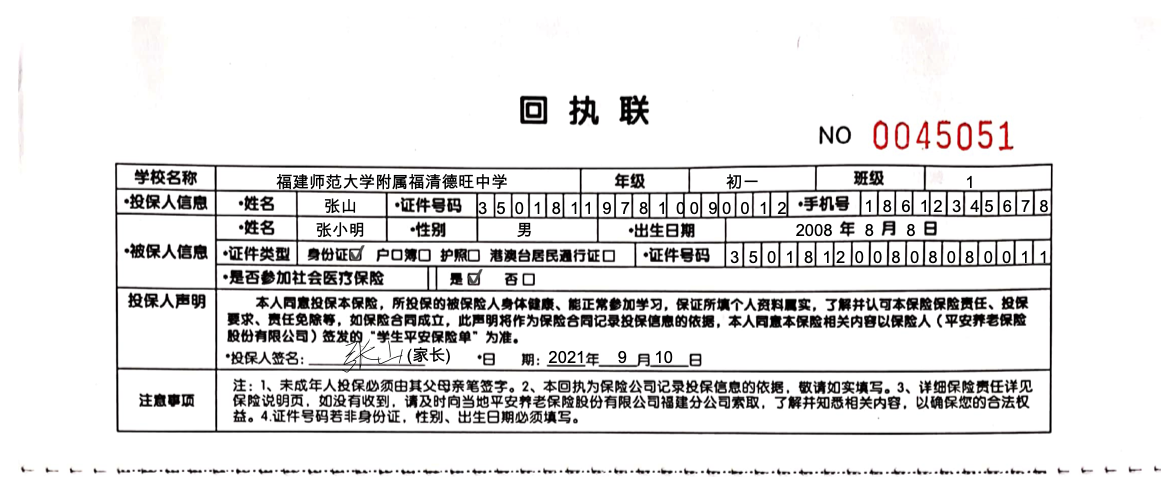 回执联
NO 0045051
学校名称 福建师范大学附属福清德旺中学 年级 初一 班级 1
•投保人信息 •姓名 张山 •证件号码 350181197810090012 •手机号 18612345678
•被保人信息 •姓名 张小明 •性别 男 •出生日期 2008 年 8 月 8 日
•证件类型 身份证☑ 户口簿□ 护照□ 港澳台居民通行证□ •证件号码 350181200808080011
•是否参加社会医疗保险 是☑ 否□
投保人声明 本人同意投保本保险，所投保的被保险人身体健康、能正常参加学习，保证所填个人资料属实，了解并认可本保险保险责任、投保
要求、责任免除等，如保险合同成立，此声明将作为保险合同记录投保信息的依据，本人同意本保险相关内容以保险人（平安养老保险
股份有限公司）签发的“学生平安保险单”为准。
•投保人签名：张山(家长) •日 期：2021年 9 月 10 日
注意事项 注：1、未成年人投保必须由其父母亲笔签字。2、本回执为保险公司记录投保信息的依据，敬请如实填写。3、详细保险责任详见
保险说明页，如没有收到，请及时向当地平安养老保险股份有限公司福建分公司索取，了解并知悉相关内容，以确保您的合法权
益。4.证件号码若非身份证，性别、出生日期必须填写。